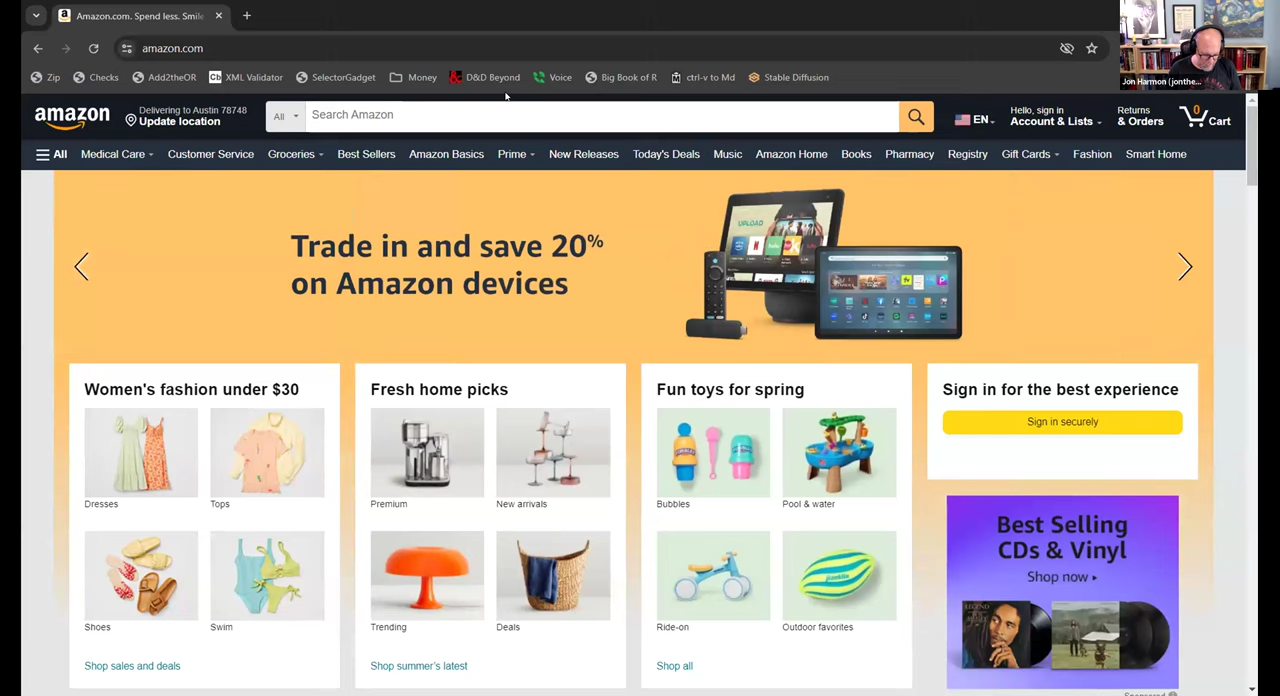 Amazon.com. Spend less. Smile
amazon.com
Zip
Checks
Add2theOR
Cb XML Validator
SelectorGadget
Money
D&D Beyond
Voice
Big Book of R
ctrl-v to Md
Stable Diffusion
Jon Harmon (jonthe...
amazon
Delivering to Austin 78748
Update location
All
Search Amazon
EN
Hello, sign in
Account & Lists
Returns
& Orders
0
Cart
All
Medical Care
Customer Service
Groceries
Best Sellers
Amazon Basics
Prime
New Releases
Today's Deals
Music
Amazon Home
Books
Pharmacy
Registry
Gift Cards
Fashion
Smart Home
Trade in and save 20%
on Amazon devices
UPLOAD
Women's fashion under $30
Dresses
Tops
Shoes
Swim
Shop sales and deals
Fresh home picks
Premium
New arrivals
Trending
Deals
Shop summer's latest
Fun toys for spring
Bubbles
Pool & water
Ride-on
Outdoor favorites
Shop all
Sign in for the best experience
Sign in securely
Best Selling
CDs & Vinyl
Shop now
LEGEND
Sponsored